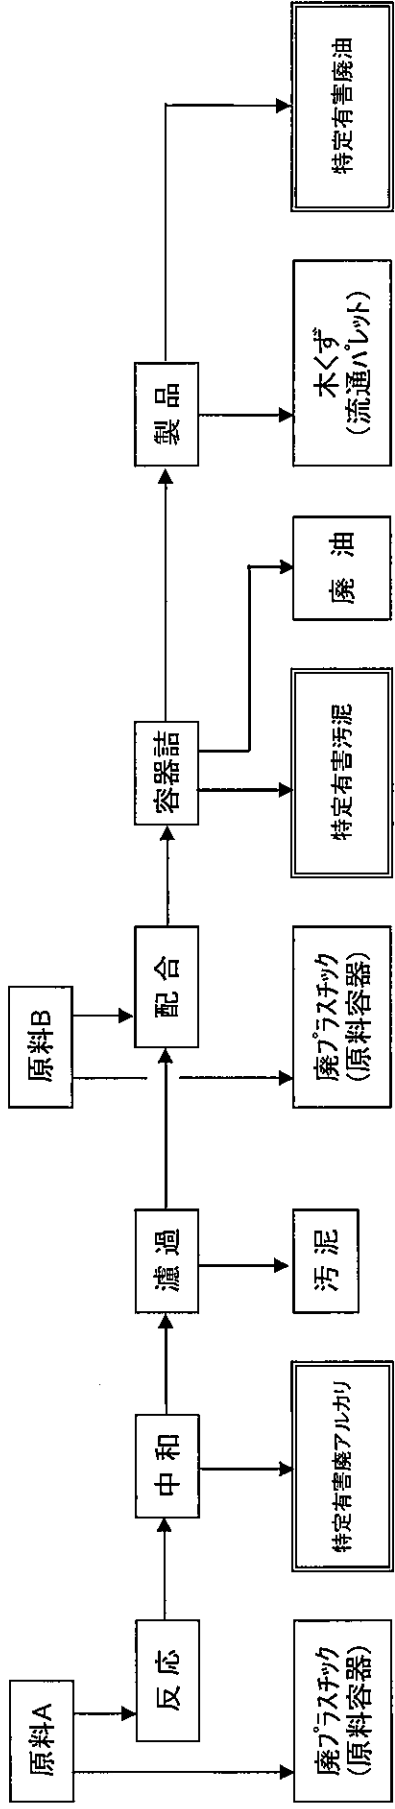 原料A
原料B
反応
中和
濾過
配合
容器詰
製品
廃プラスチック
(原料容器)
特定有害廃アルカリ
汚泥
廃プラスチック
(原料容器)
特定有害汚泥
廃油
木くず
(流通パレット)
特定有害廃油